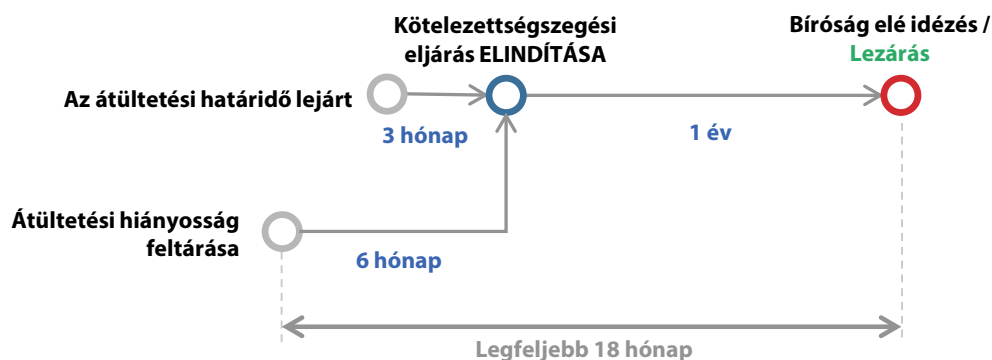 Kötelezettségszegési
eljárás ELINDÍTÁSA
Bíróság elé idézés /
Lezárás
Az átültetési határidő lejárt
3 hónap
1 év
Átültetési hiányosság
feltárása
6 hónap
Legfeljebb 18 hónap